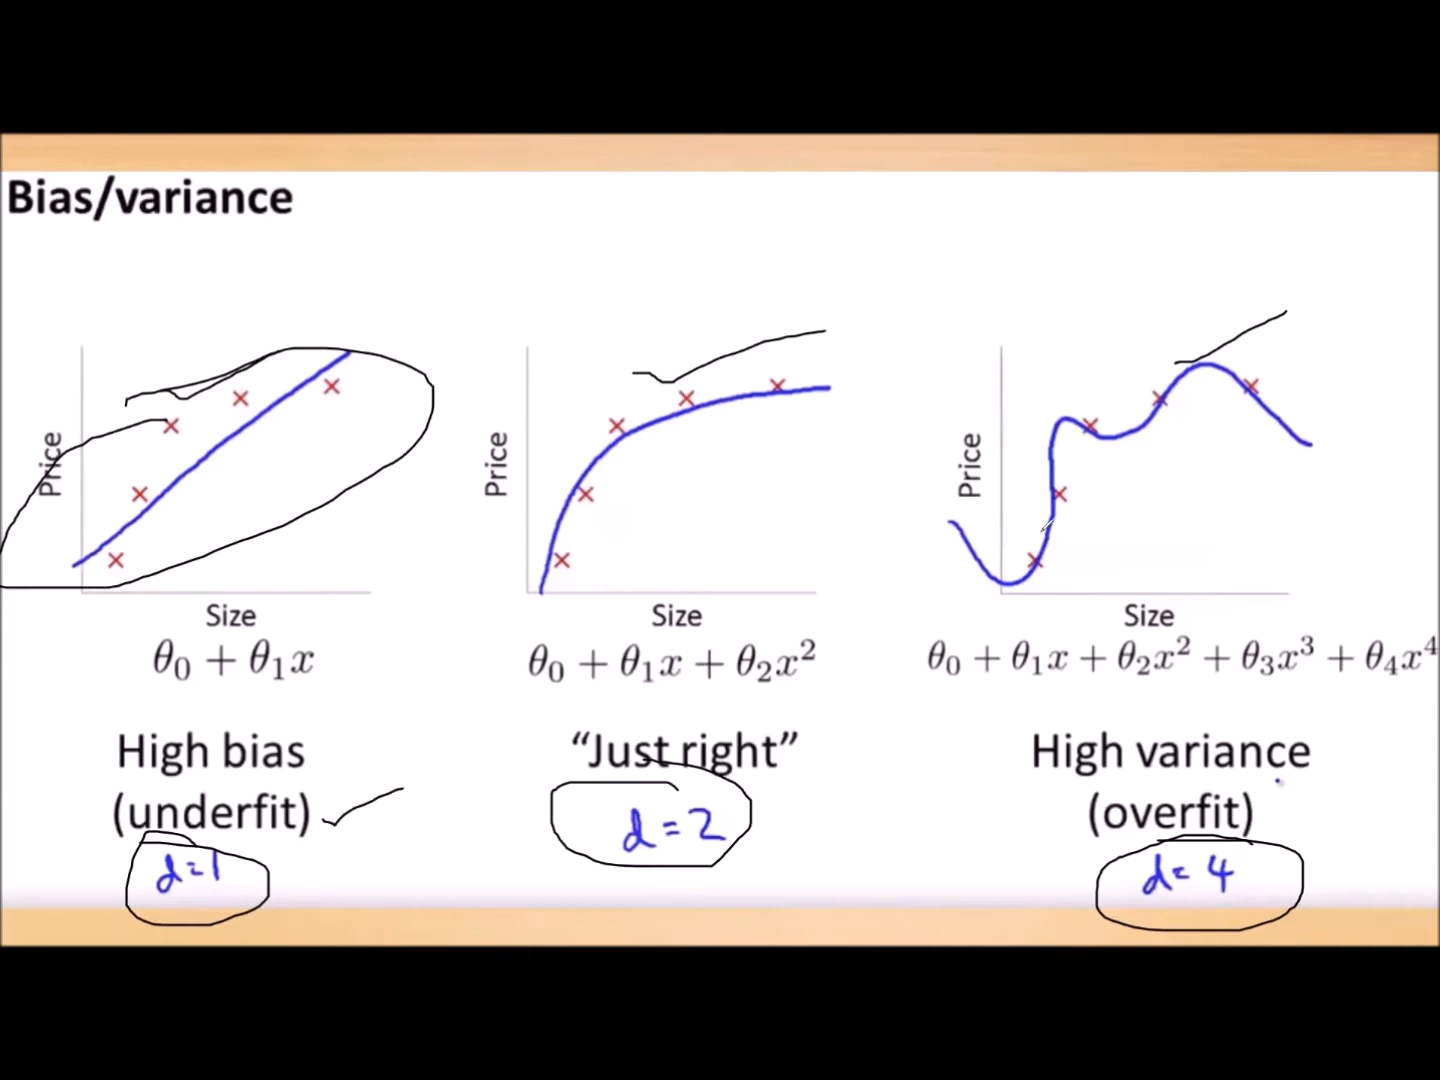 Bias/variance
Price
Size
θ₀ + θ₁x
High bias
(underfit)
d=1
Price
Size
θ₀ + θ₁x + θ₂x²
“Just right”
d=2
Price
Size
θ₀ + θ₁x + θ₂x² + θ₃x³ + θ₄x⁴
High variance
(overfit)
d=4